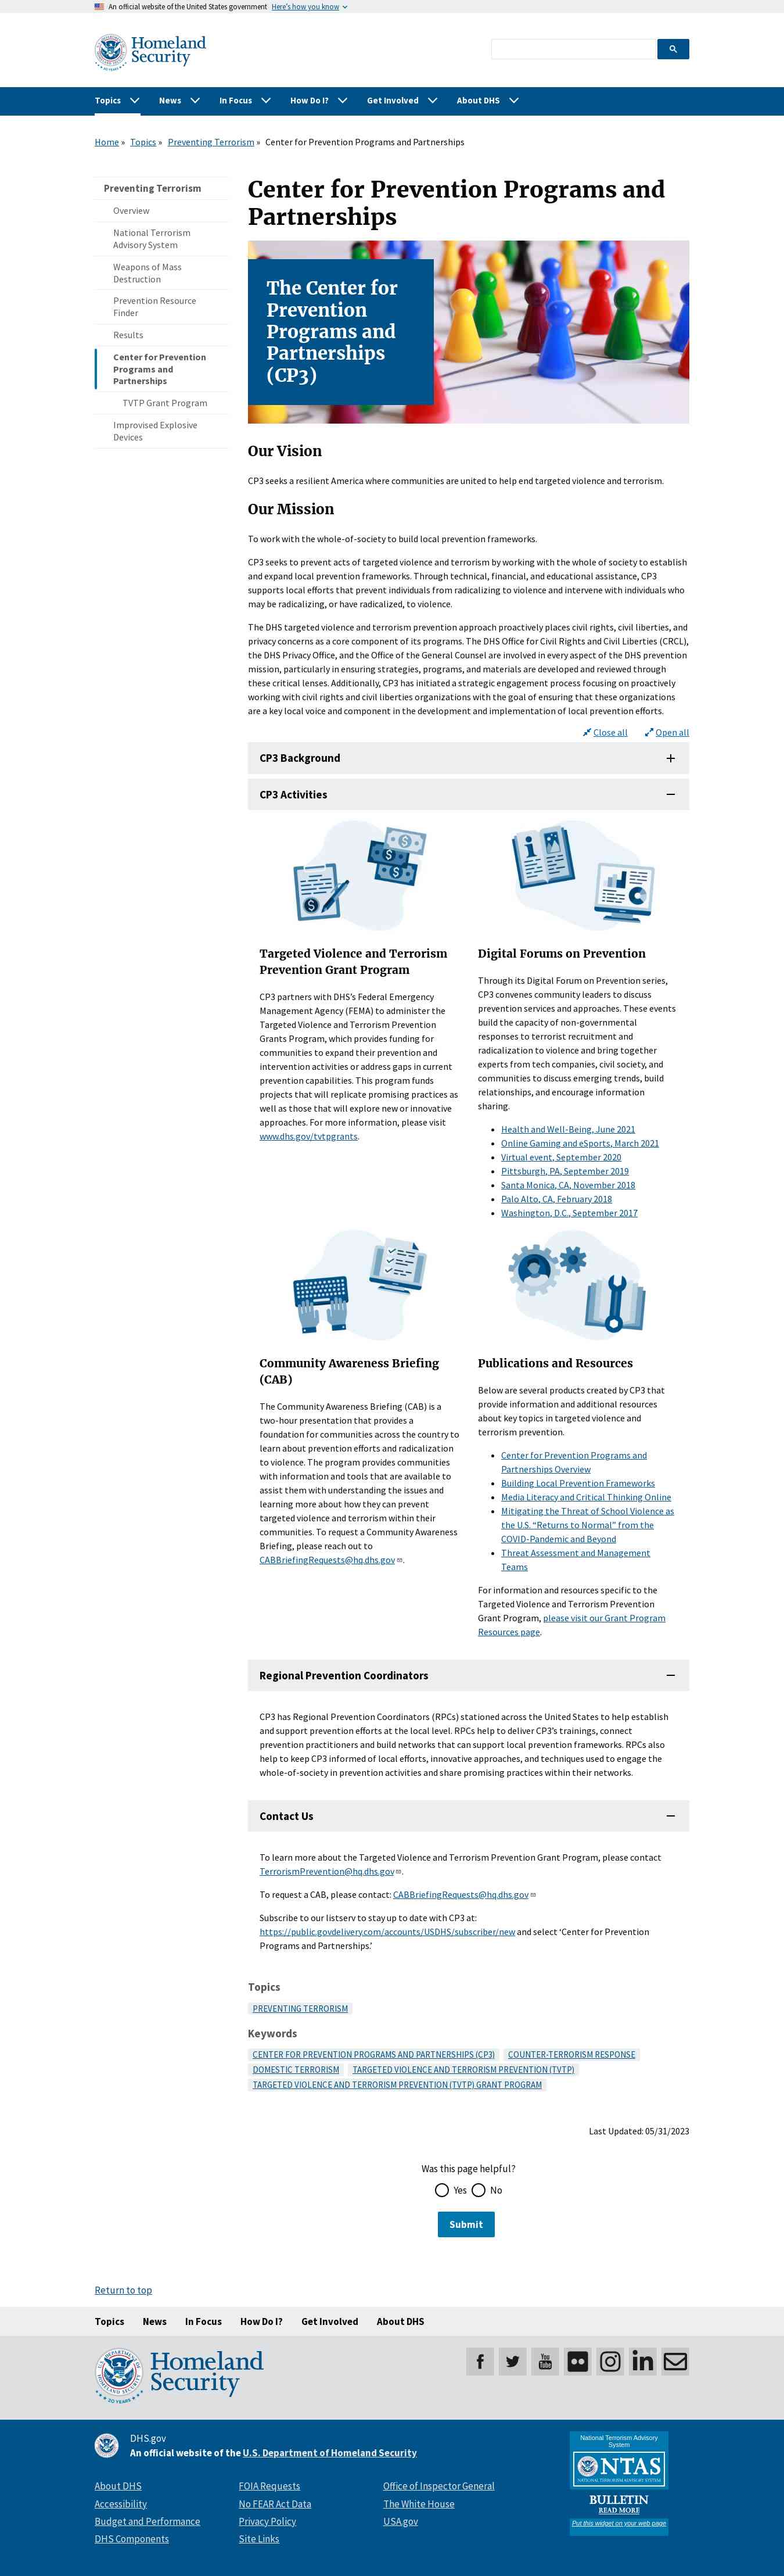 An official website of the United States government Here's how you know
Homeland
Security
Topics News In Focus How Do I? Get Involved About DHS
Home » Topics » Preventing Terrorism » Center for Prevention Programs and Partnerships
Preventing Terrorism
Overview
National Terrorism
Advisory System
Weapons of Mass
Destruction
Prevention Resource
Finder
Results
Center for Prevention
Programs and
Partnerships
TVTP Grant Program
Improvised Explosive
Devices
Center for Prevention Programs and
Partnerships
The Center for
Prevention
Programs and
Partnerships
(CP3)
Our Vision
CP3 seeks a resilient America where communities are united to help end targeted violence and terrorism.
Our Mission
To work with the whole-of-society to build local prevention frameworks.
CP3 seeks to prevent acts of targeted violence and terrorism by working with the whole of society to establish
and expand local prevention frameworks. Through technical, financial, and educational assistance, CP3
supports local efforts that prevent individuals from radicalizing to violence and intervene with individuals who
may be radicalizing, or have radicalized, to violence.
The DHS targeted violence and terrorism prevention approach proactively places civil rights, civil liberties, and
privacy concerns as a core component of its programs. The DHS Office for Civil Rights and Civil Liberties (CRCL),
the DHS Privacy Office, and the Office of the General Counsel are involved in every aspect of the DHS prevention
mission, particularly in ensuring strategies, programs, and materials are developed and reviewed through
these critical lenses. Additionally, CP3 has initiated a strategic engagement process focusing on proactively
working with civil rights and civil liberties organizations with the goal of ensuring that these organizations
are a key local voice and component in the development and implementation of local prevention efforts.
Close all Open all
CP3 Background
CP3 Activities
Targeted Violence and Terrorism
Prevention Grant Program
CP3 partners with DHS's Federal Emergency
Management Agency (FEMA) to administer the
Targeted Violence and Terrorism Prevention
Grants Program, which provides funding for
communities to expand their prevention and
intervention activities or address gaps in current
prevention capabilities. This program funds
projects that will replicate promising practices as
well as those that will explore new or innovative
approaches. For more information, please visit
www.dhs.gov/tvtpgrants.
Digital Forums on Prevention
Through its Digital Forum on Prevention series,
CP3 convenes community leaders to discuss
prevention services and approaches. These events
build the capacity of non-governmental
responses to terrorist recruitment and
radicalization to violence and bring together
experts from tech companies, civil society, and
communities to discuss emerging trends, build
relationships, and encourage information
sharing.
Health and Well-Being, June 2021
Online Gaming and eSports, March 2021
Virtual event, September 2020
Pittsburgh, PA, September 2019
Santa Monica, CA, November 2018
Palo Alto, CA, February 2018
Washington, D.C., September 2017
Community Awareness Briefing
(CAB)
The Community Awareness Briefing (CAB) is a
two-hour presentation that provides a
foundation for communities across the country to
learn about prevention efforts and radicalization
to violence. The program provides communities
with information and tools that are available to
assist them with understanding the issues and
learning more about how they can prevent
targeted violence and terrorism within their
communities. To request a Community Awareness
Briefing, please reach out to
CABBriefingRequests@hq.dhs.gov.
Publications and Resources
Below are several products created by CP3 that
provide information and additional resources
about key topics in targeted violence and
terrorism prevention.
Center for Prevention Programs and
Partnerships Overview
Building Local Prevention Frameworks
Media Literacy and Critical Thinking Online
Mitigating the Threat of School Violence as
the U.S. “Returns to Normal” from the
COVID-Pandemic and Beyond
Threat Assessment and Management
Teams
For information and resources specific to the
Targeted Violence and Terrorism Prevention
Grant Program, please visit our Grant Program
Resources page.
Regional Prevention Coordinators
CP3 has Regional Prevention Coordinators (RPCs) stationed across the United States to help establish
and support prevention efforts at the local level. RPCs help to deliver CP3's trainings, connect
prevention practitioners and build networks that can support local prevention frameworks. RPCs also
help to keep CP3 informed of local efforts, innovative approaches, and techniques used to engage the
whole-of-society in prevention activities and share promising practices within their networks.
Contact Us
To learn more about the Targeted Violence and Terrorism Prevention Grant Program, please contact
TerrorismPrevention@hq.dhs.gov.
To request a CAB, please contact: CABBriefingRequests@hq.dhs.gov
Subscribe to our listserv to stay up to date with CP3 at:
https://public.govdelivery.com/accounts/USDHS/subscriber/new and select ‘Center for Prevention
Programs and Partnerships.’
Topics
PREVENTING TERRORISM
Keywords
CENTER FOR PREVENTION PROGRAMS AND PARTNERSHIPS (CP3) COUNTER-TERRORISM RESPONSE
DOMESTIC TERRORISM TARGETED VIOLENCE AND TERRORISM PREVENTION (TVTP)
TARGETED VIOLENCE AND TERRORISM PREVENTION (TVTP) GRANT PROGRAM
Last Updated: 05/31/2023
Was this page helpful?
Yes No
Submit
Return to top
Topics News In Focus How Do I? Get Involved About DHS
Homeland
Security
20 YEARS
DHS.gov
An official website of the U.S. Department of Homeland Security
About DHS
Accessibility
Budget and Performance
DHS Components
FOIA Requests
No FEAR Act Data
Privacy Policy
Site Links
Office of Inspector General
The White House
USA.gov
National Terrorism Advisory
System
NTAS
NATIONAL TERRORISM ADVISORY SYSTEM
BULLETIN
READ MORE
Put this widget on your web page